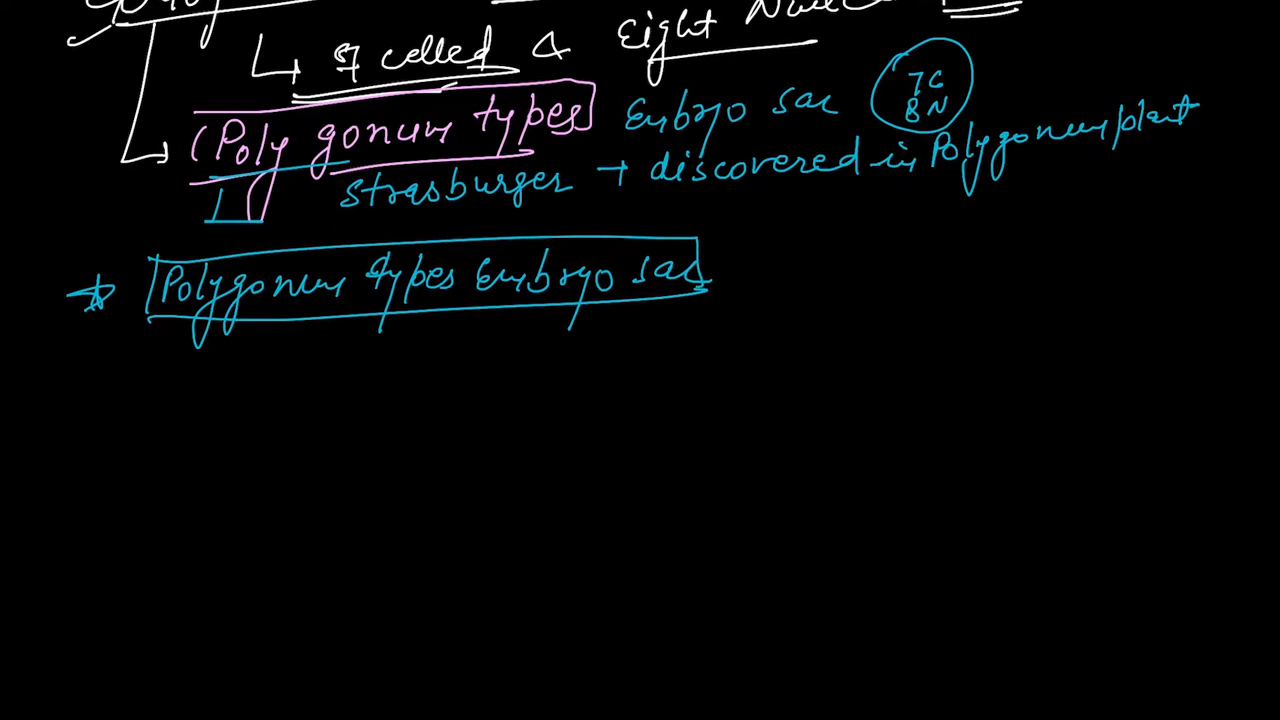 ↳ 7 celled & Eight
(Polygonum types) Embryo sac 7C 8N
strasburger → discovered in Polygonum plant
* Polygonum types Embryo sac